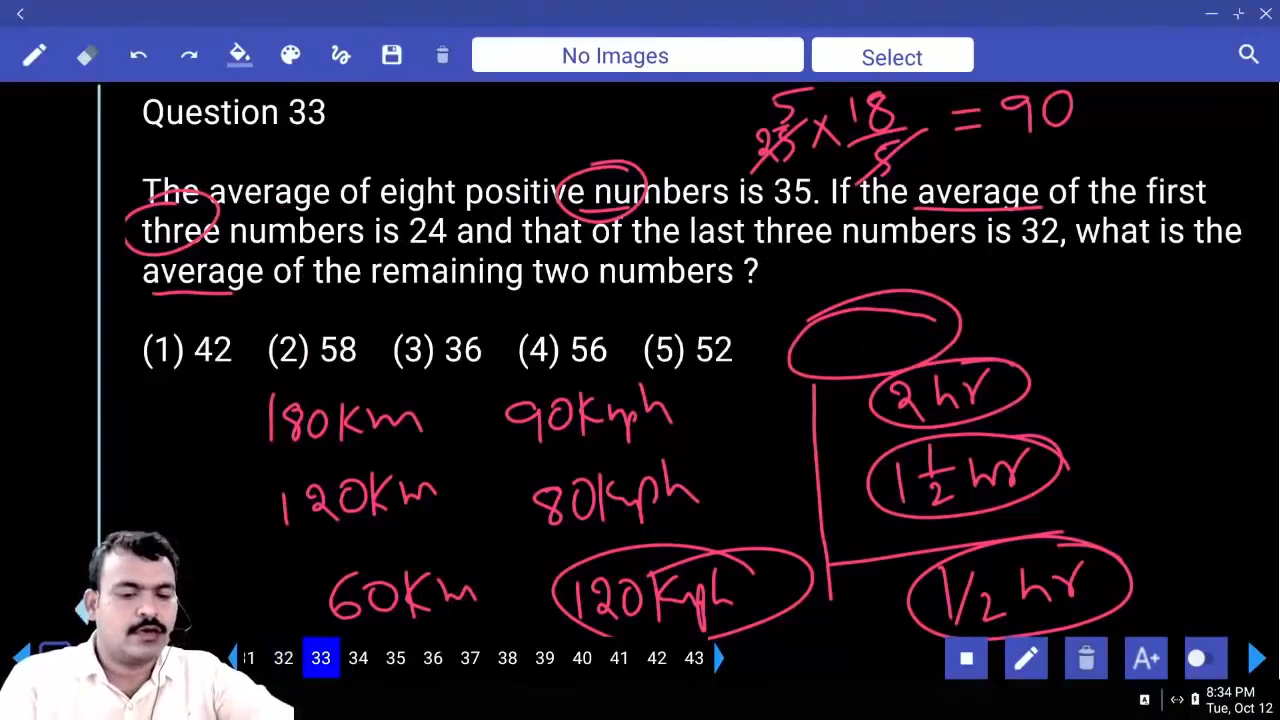 No Images
Select
Question 33
5
25 × 18/5 = 90
The average of eight positive numbers is 35. If the average of the first
three numbers is 24 and that of the last three numbers is 32, what is the
average of the remaining two numbers ?
(1) 42 (2) 58 (3) 36 (4) 56 (5) 52
180Km 90Kph 2 hr
120Km 80Kph 1 1/2 hr
60Km 120Kph 1/2 hr
31 32 33 34 35 36 37 38 39 40 41 42 43
A+
8:34 PM
Tue, Oct 12